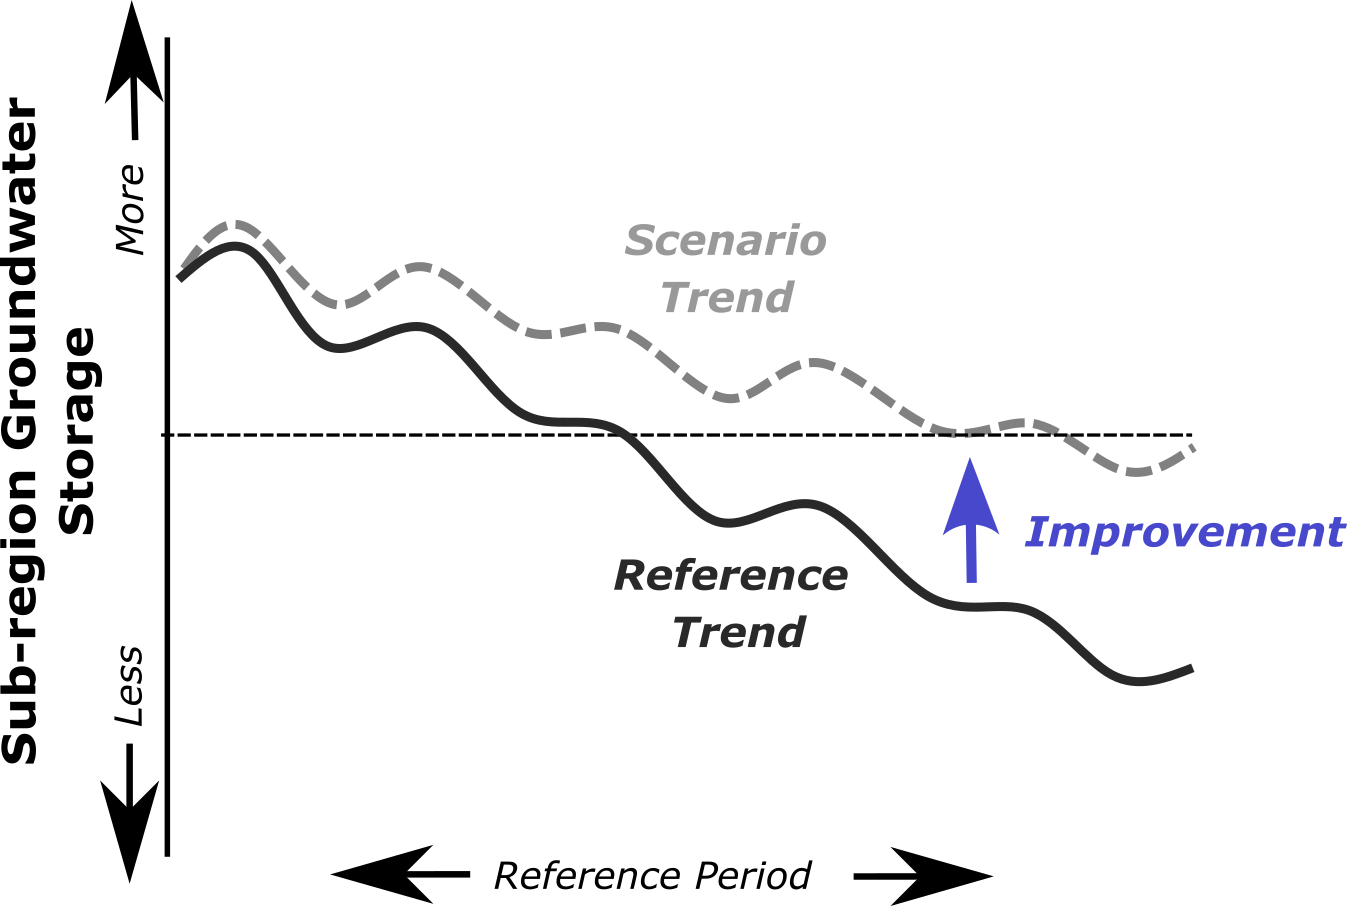 Sub-region Groundwater
Storage
More
Less
Scenario
Trend
Reference
Trend
Improvement
Reference Period